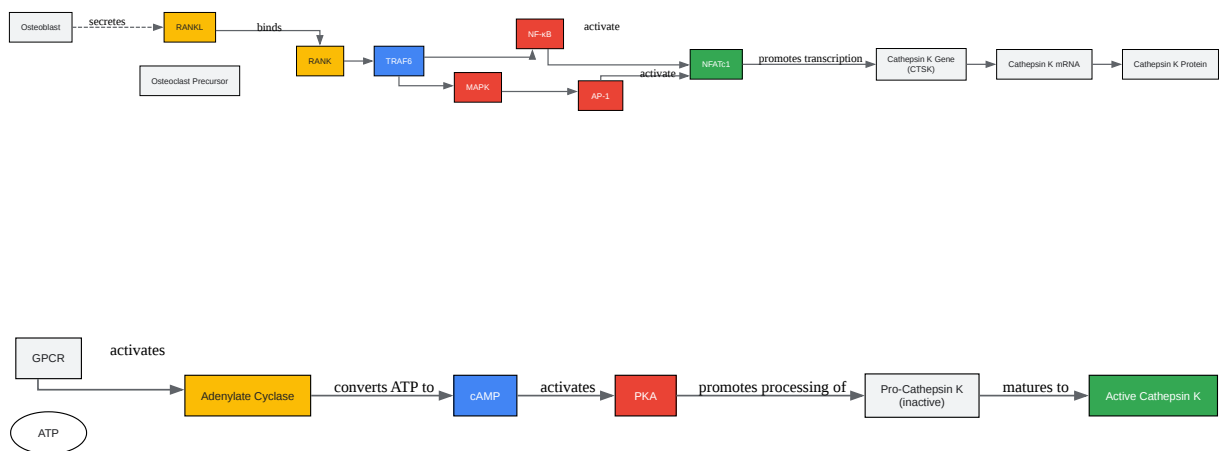 Osteoblast
secretes
RANKL
binds
RANK
Osteoclast Precursor
TRAF6
NF-κB
activate
MAPK
AP-1
activate
NFATc1
promotes transcription
Cathepsin K Gene
(CTSK)
Cathepsin K mRNA
Cathepsin K Protein
GPCR
activates
ATP
Adenylate Cyclase
converts ATP to
cAMP
activates
PKA
promotes processing of
Pro-Cathepsin K
(inactive)
matures to
Active Cathepsin K